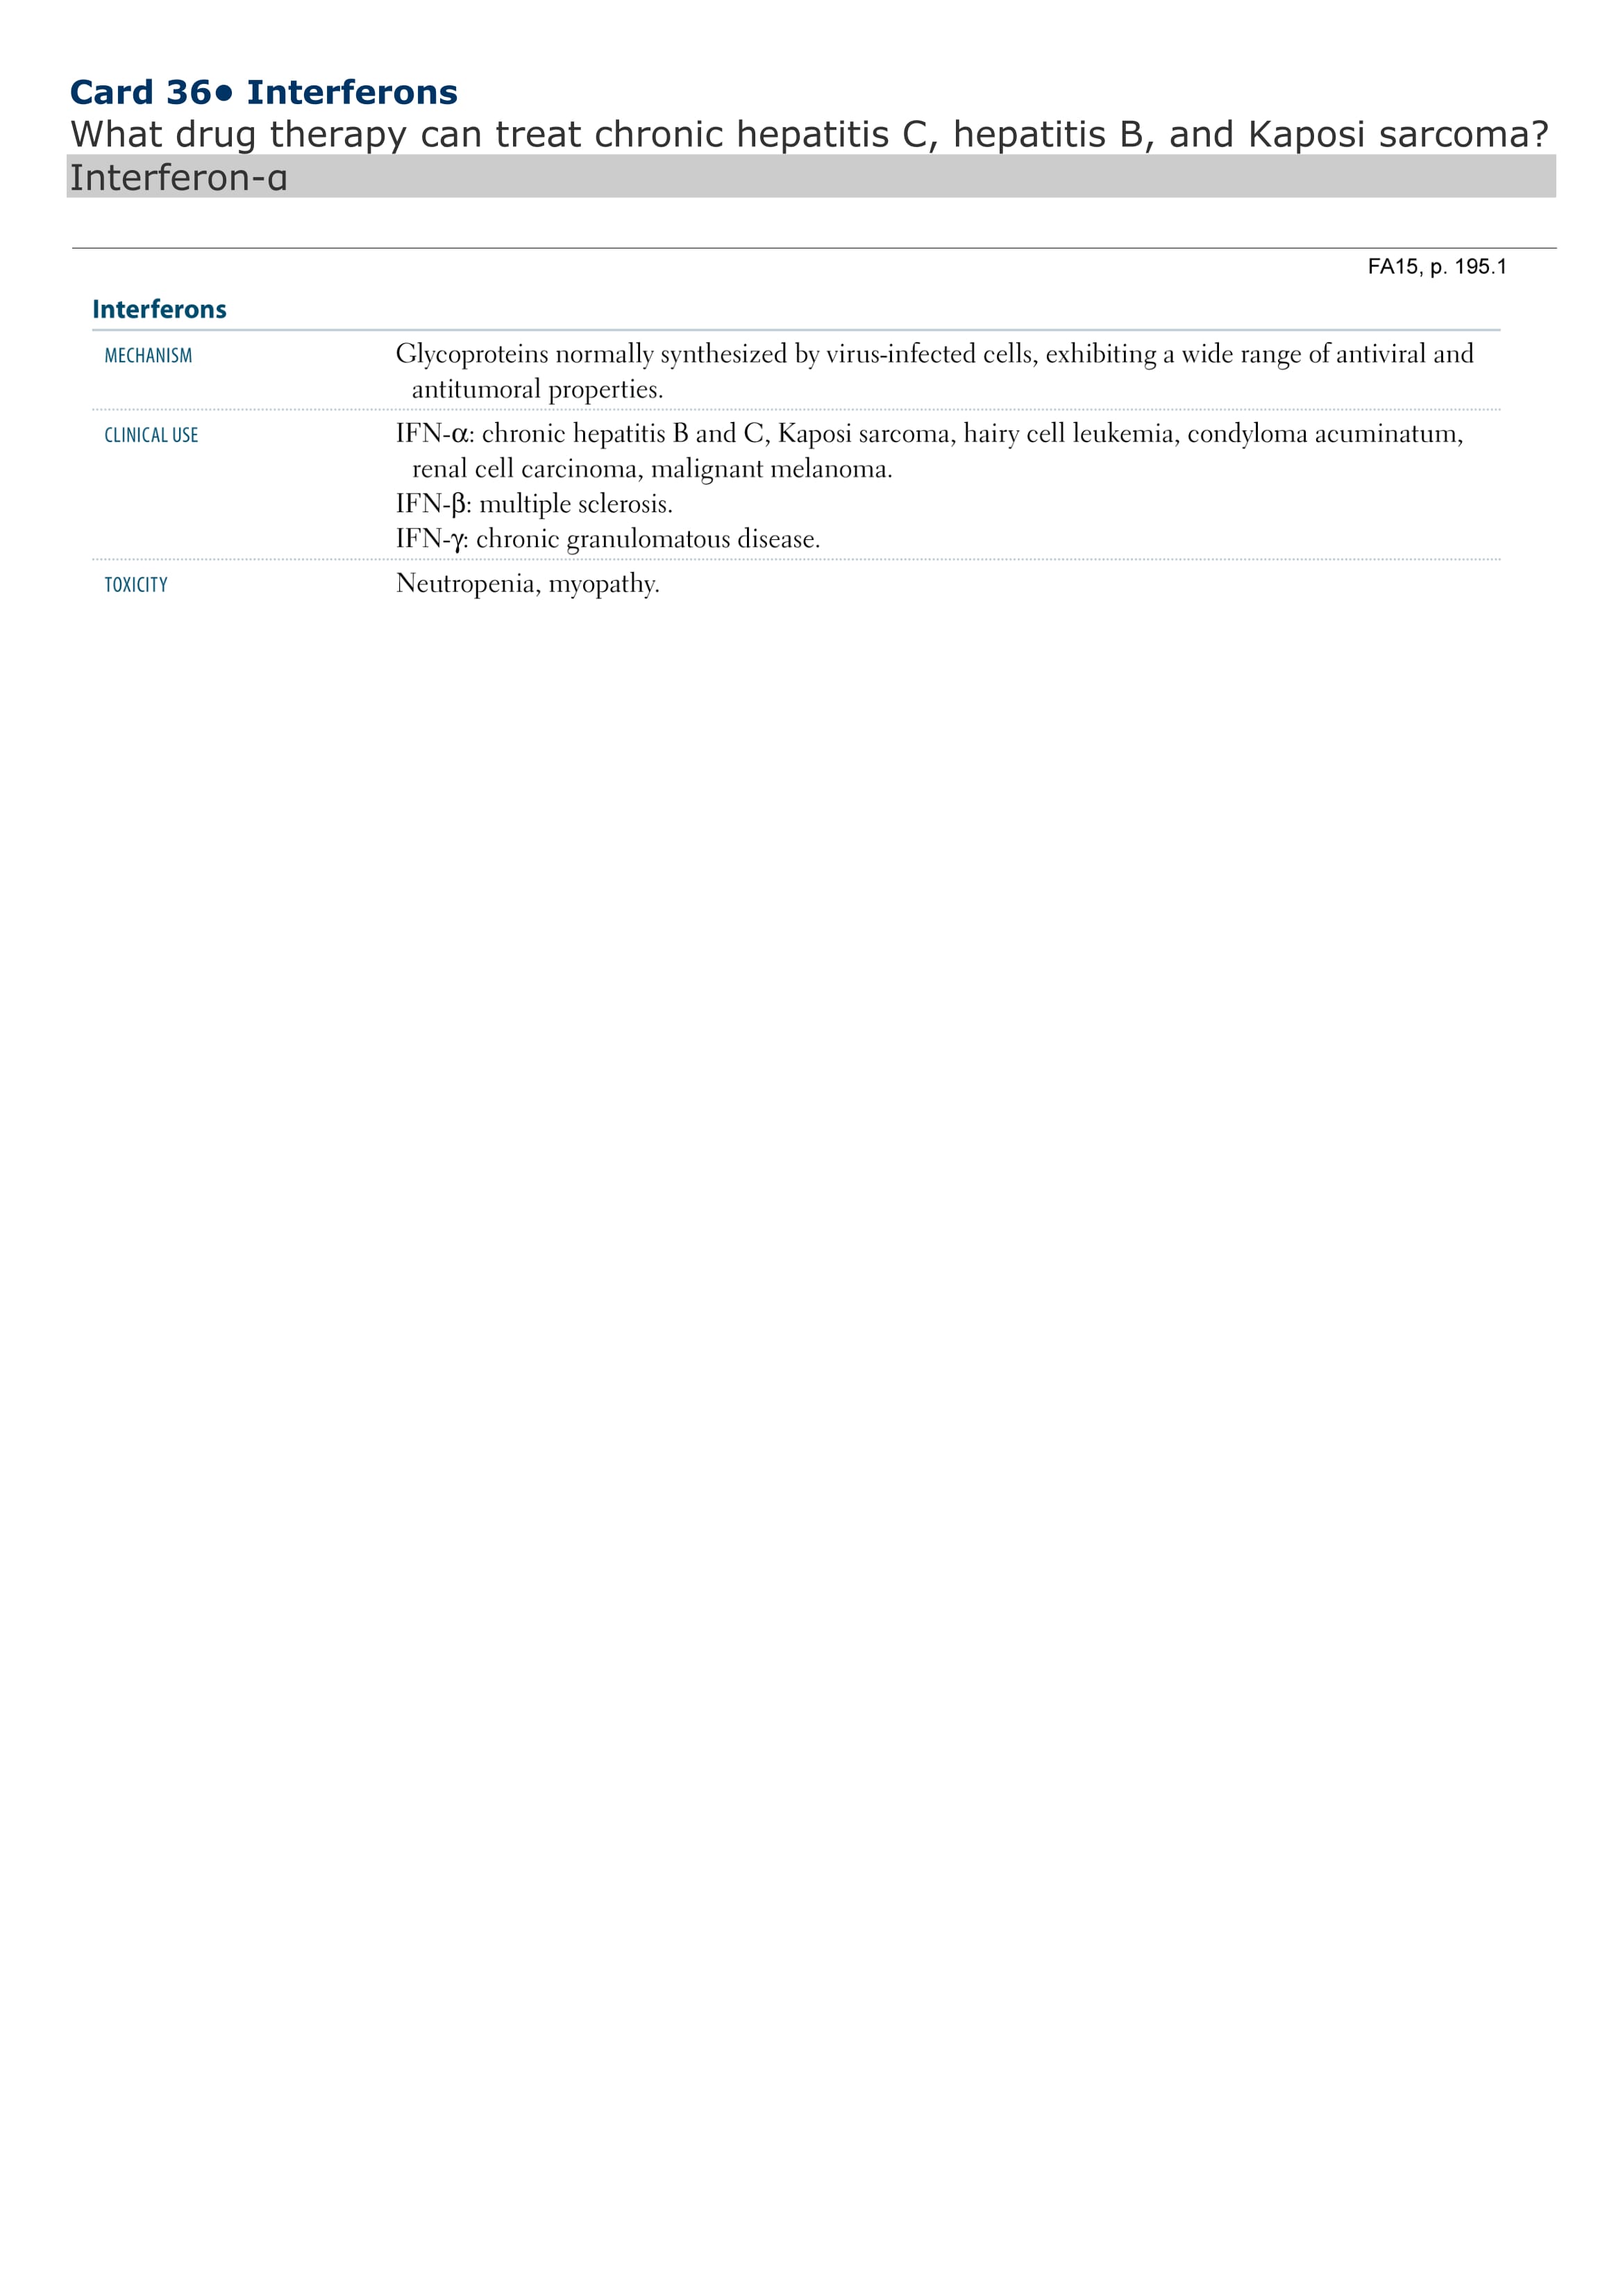 Card 36● Interferons
What drug therapy can treat chronic hepatitis C, hepatitis B, and Kaposi sarcoma?
Interferon-α
FA15, p. 195.1
Interferons
MECHANISM Glycoproteins normally synthesized by virus-infected cells, exhibiting a wide range of antiviral and
antitumoral properties.
CLINICAL USE IFN-α: chronic hepatitis B and C, Kaposi sarcoma, hairy cell leukemia, condyloma acuminatum,
renal cell carcinoma, malignant melanoma.
IFN-β: multiple sclerosis.
IFN-γ: chronic granulomatous disease.
TOXICITY Neutropenia, myopathy.